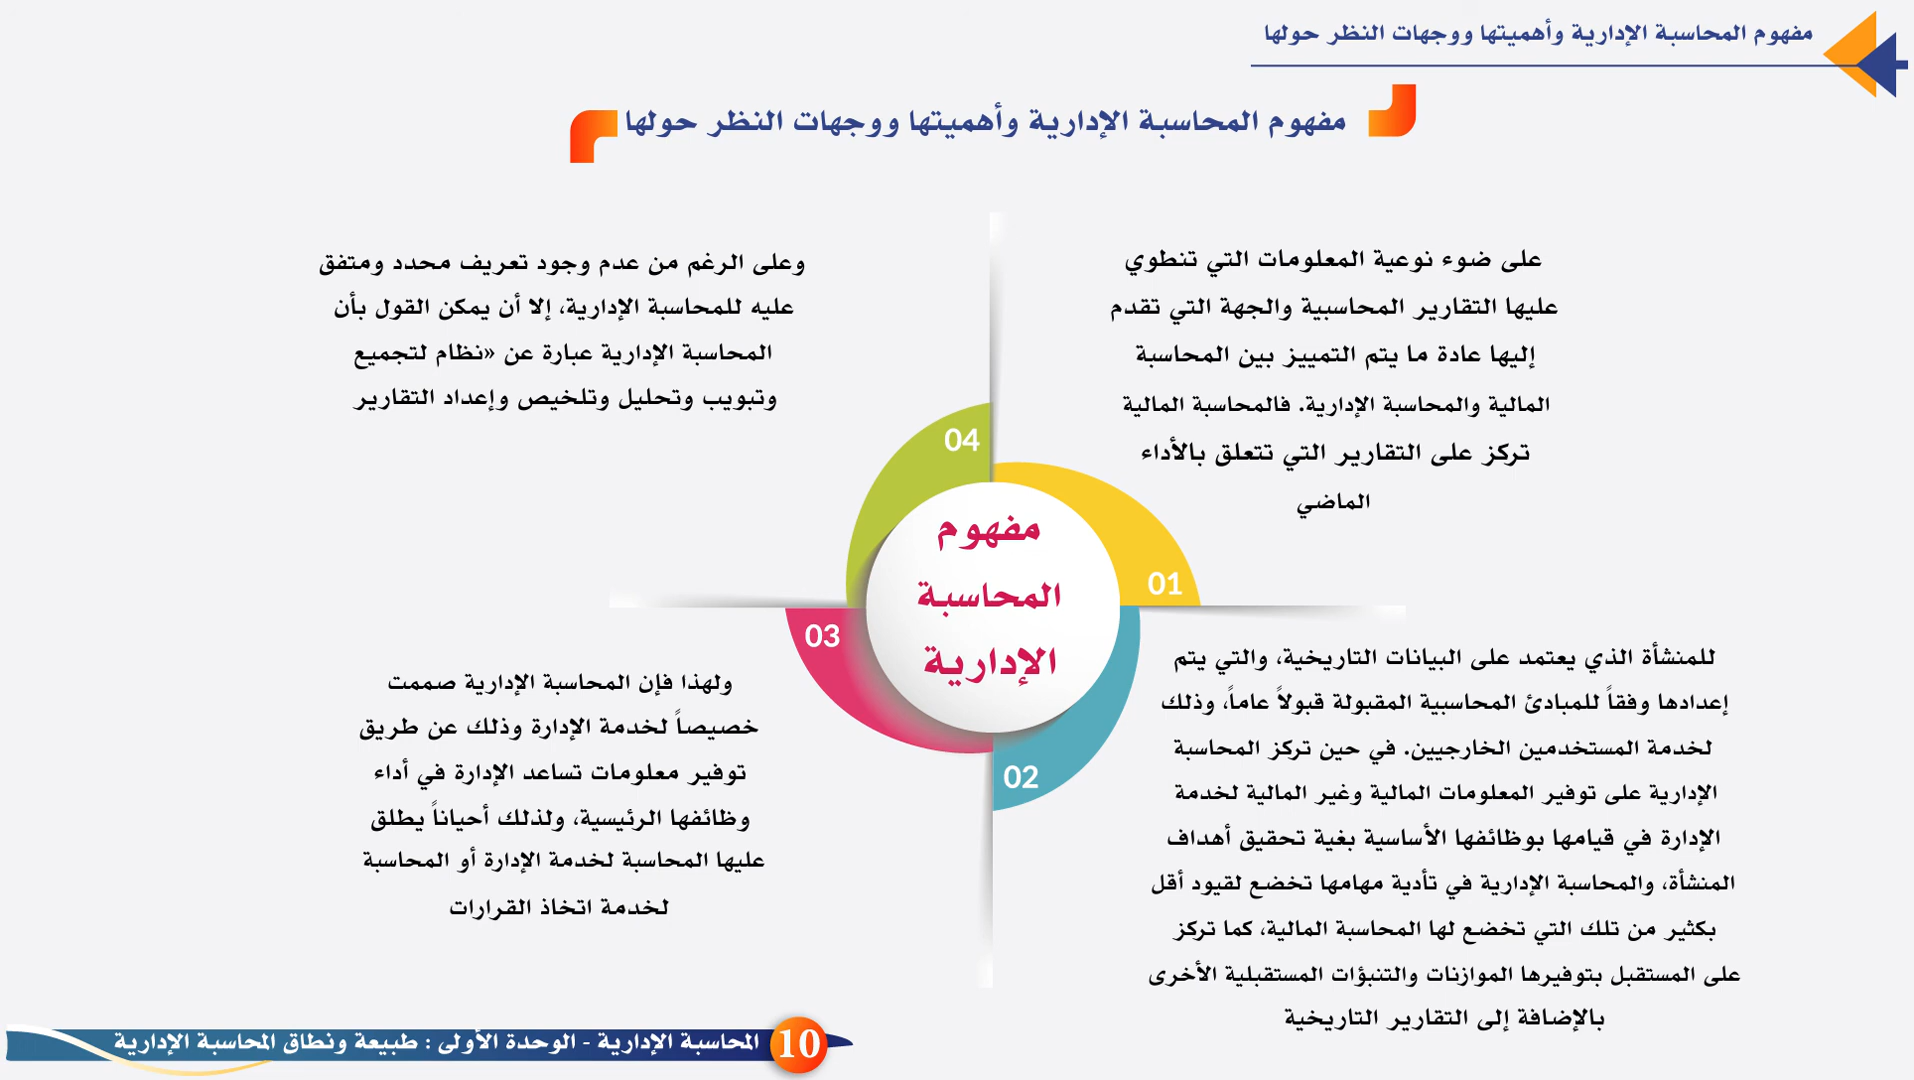 مفهوم المحاسبة الإدارية وأهميتها ووجهات النظر حولها
مفهوم المحاسبة الإدارية وأهميتها ووجهات النظر حولها
على ضوء نوعية المعلومات التي تنطوي
عليها التقارير المحاسبية والجهة التي تقدم
إليها عادة ما يتم التمييز بين المحاسبة
المالية والمحاسبة الإدارية. فالمحاسبة المالية
تركز على التقارير التي تتعلق بالأداء
الماضي
01
للمنشأة الذي يعتمد على البيانات التاريخية، والتي يتم
إعدادها وفقاً للمبادئ المحاسبية المقبولة قبولاً عاماً، وذلك
لخدمة المستخدمين الخارجيين. في حين تركز المحاسبة
الإدارية على توفير المعلومات المالية وغير المالية لخدمة
الإدارة في قيامها بوظائفها الأساسية بغية تحقيق أهداف
المنشأة، والمحاسبة الإدارية في تأدية مهامها تخضع لقيود أقل
بكثير من تلك التي تخضع لها المحاسبة المالية، كما تركز
على المستقبل بتوفيرها الموازنات والتنبؤات المستقبلية الأخرى
بالإضافة إلى التقارير التاريخية
02
ولهذا فإن المحاسبة الإدارية صممت
خصيصاً لخدمة الإدارة وذلك عن طريق
توفير معلومات تساعد الإدارة في أداء
وظائفها الرئيسية، ولذلك أحياناً يطلق
عليها المحاسبة لخدمة الإدارة أو المحاسبة
لخدمة اتخاذ القرارات
03
وعلى الرغم من عدم وجود تعريف محدد ومتفق
عليه للمحاسبة الإدارية، إلا أن يمكن القول بأن
المحاسبة الإدارية عبارة عن «نظام لتجميع
وتبويب وتحليل وتلخيص وإعداد التقارير
04
مفهوم
المحاسبة
الإدارية
10
المحاسبة الإدارية - الوحدة الأولى : طبيعة ونطاق المحاسبة الإدارية